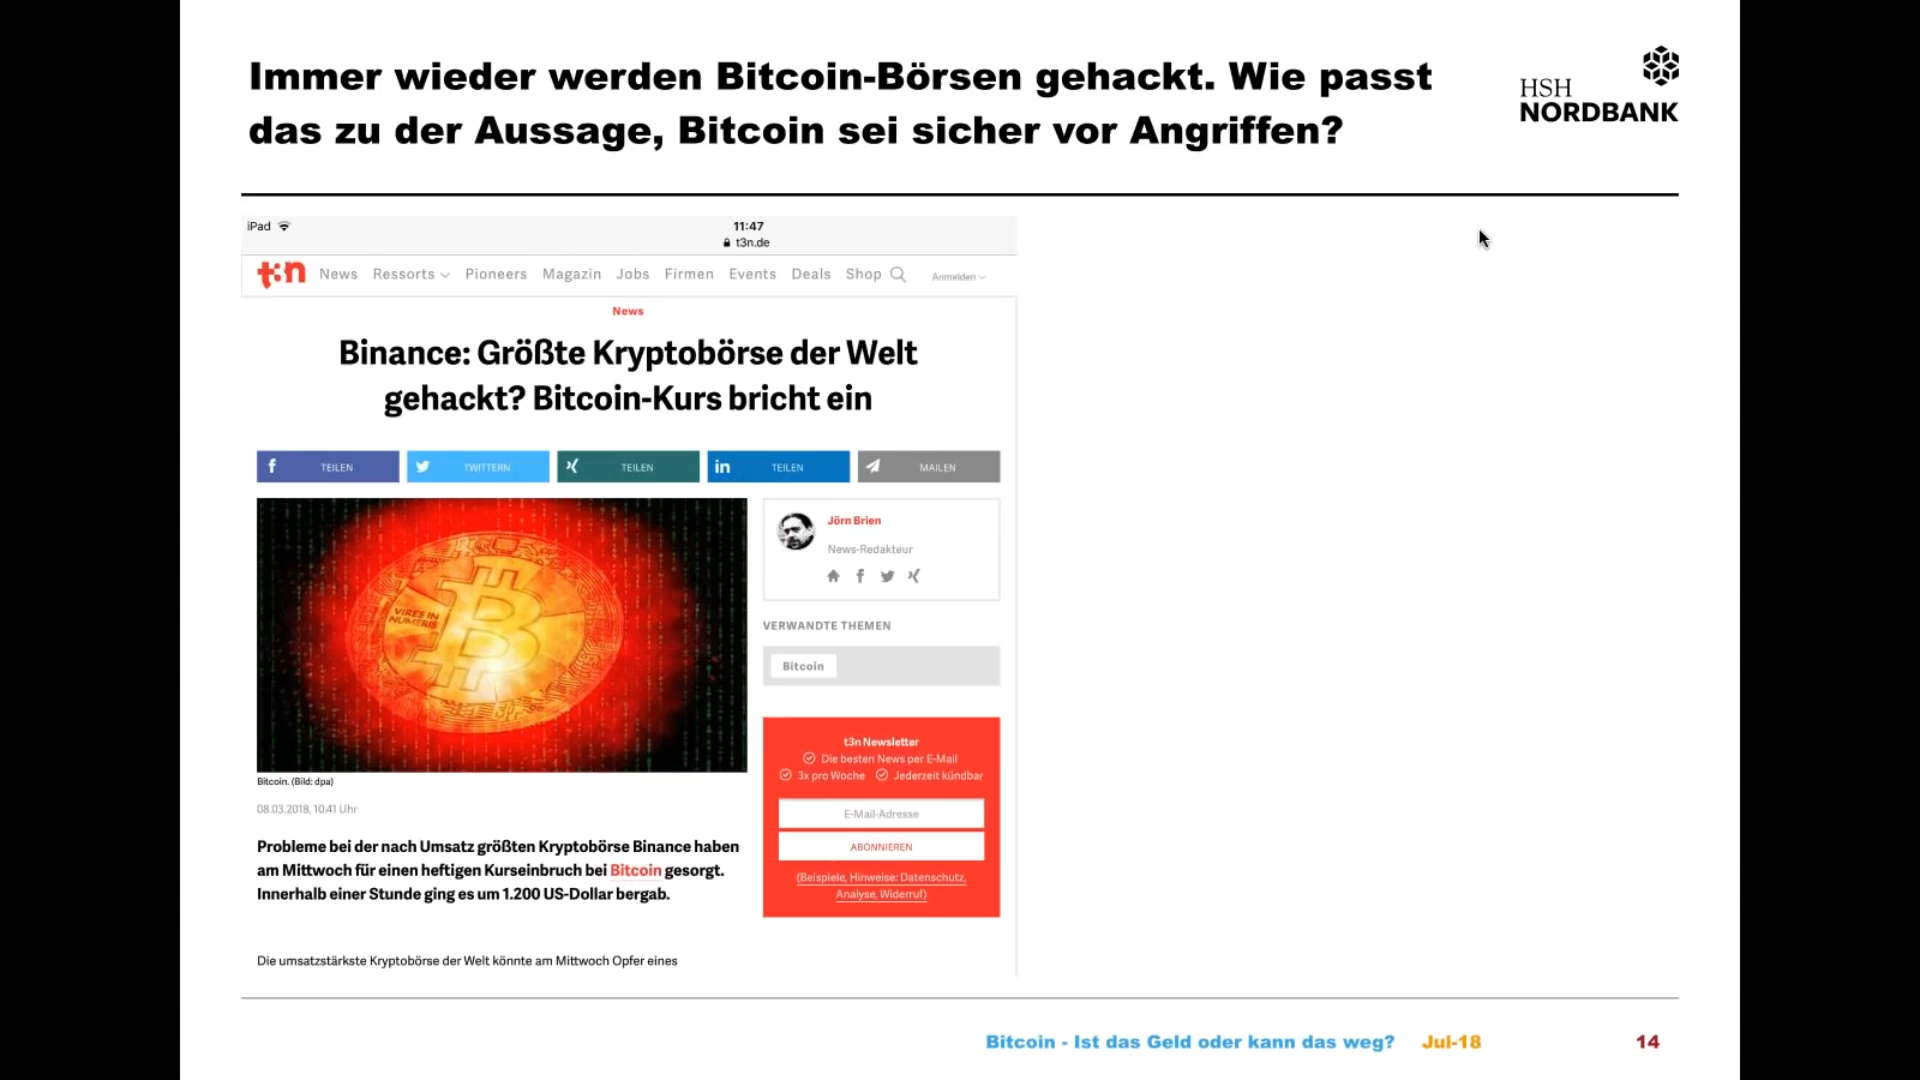 Immer wieder werden Bitcoin-Börsen gehackt. Wie passt
das zu der Aussage, Bitcoin sei sicher vor Angriffen?
HSH
NORDBANK
iPad
11:47
t3n.de
t3n
News Ressorts Pioneers Magazin Jobs Firmen Events Deals Shop Anmelden
News
Binance: Größte Kryptobörse der Welt
gehackt? Bitcoin-Kurs bricht ein
TEILEN TWITTERN TEILEN TEILEN MAILEN
VIRES IN
NUMERIS
Jörn Brien
News-Redakteur
VERWANDTE THEMEN
Bitcoin
t3n Newsletter
Die besten News per E-Mail
3x pro Woche Jederzeit kündbar
E-Mail-Adresse
ABONNIEREN
(Beispiele, Hinweise: Datenschutz,
Analyse, Widerruf)
Bitcoin. (Bild: dpa)
08.03.2018, 10.41 Uhr
Probleme bei der nach Umsatz größten Kryptobörse Binance haben
am Mittwoch für einen heftigen Kurseinbruch bei Bitcoin gesorgt.
Innerhalb einer Stunde ging es um 1.200 US-Dollar bergab.
Die umsatzstärkste Kryptobörse der Welt könnte am Mittwoch Opfer eines
Bitcoin - Ist das Geld oder kann das weg? Jul-18 14